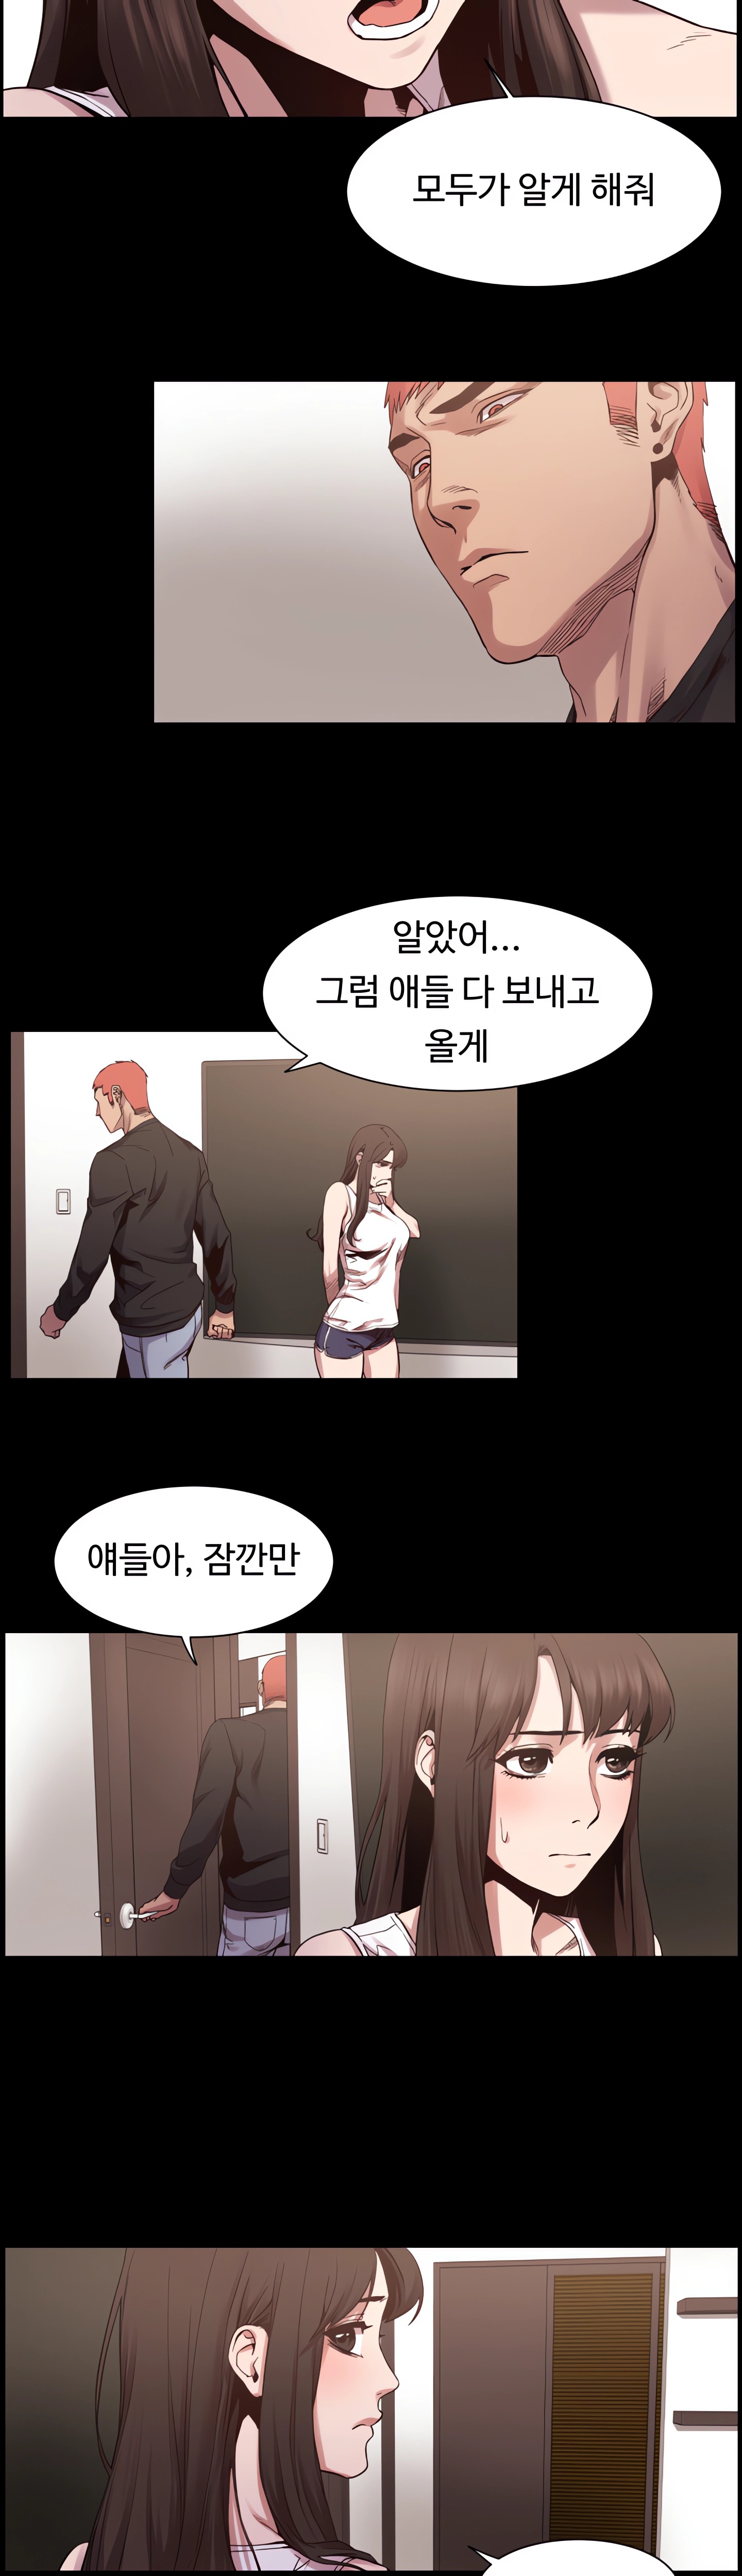 모두가 알게 해줘
알았어...
그럼 애들 다 보내고
올게
얘들아, 잠깐만